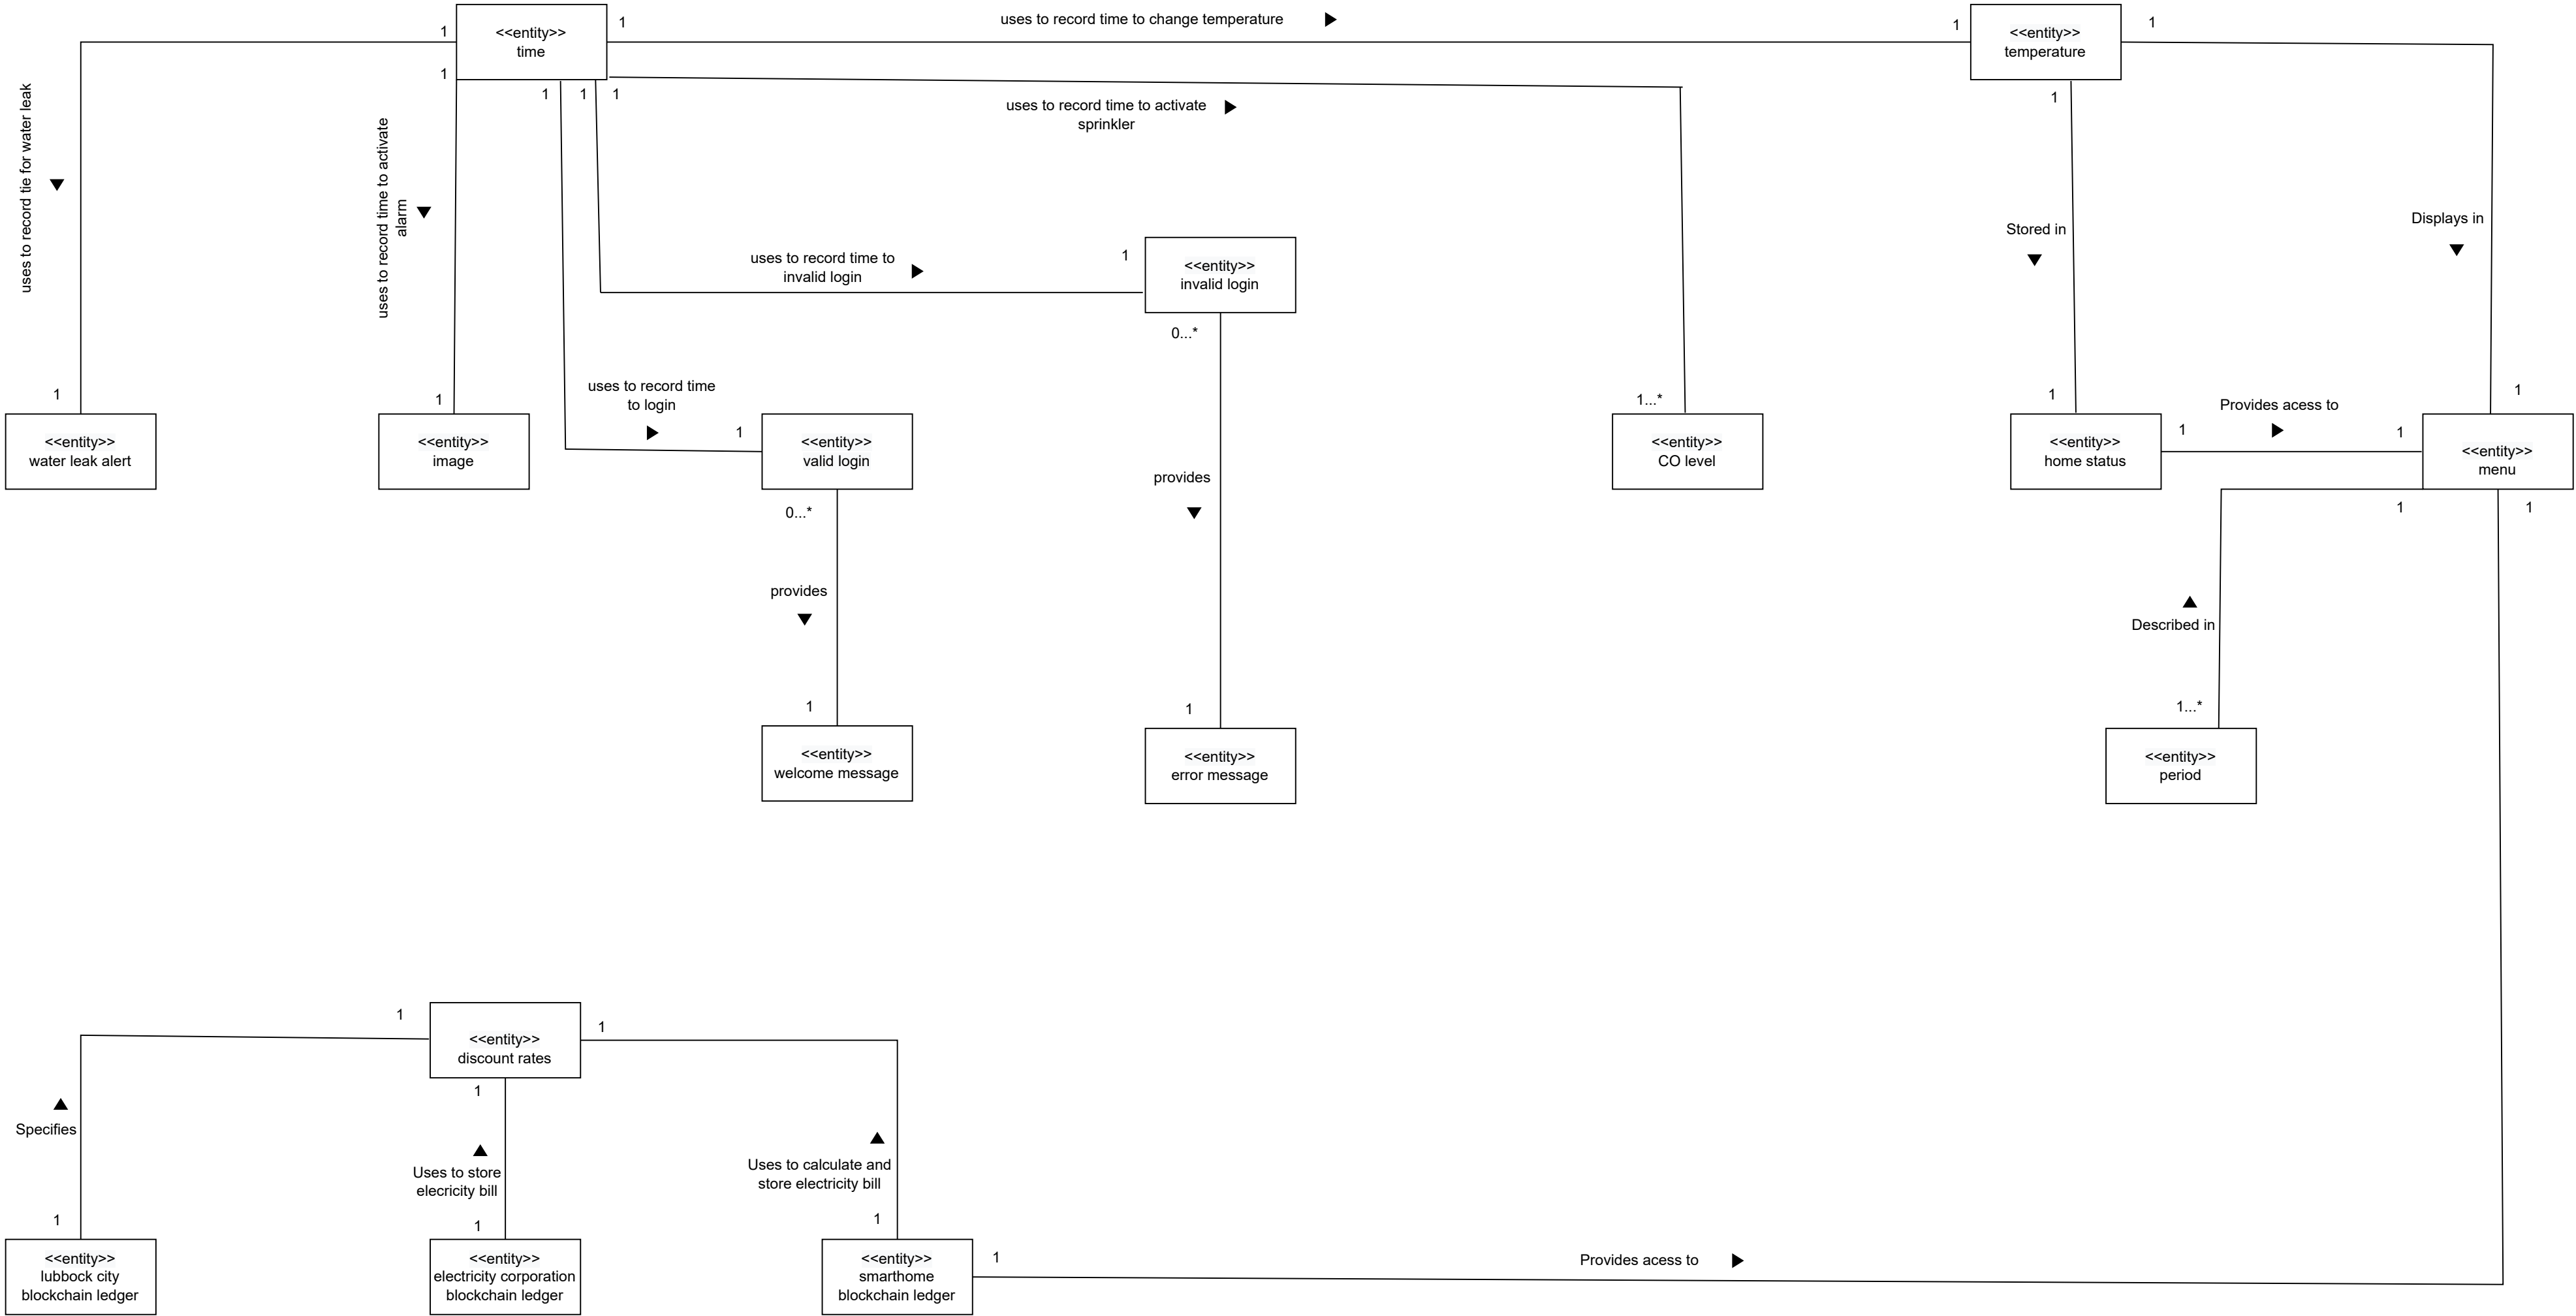 1
<<entity>>
time
1
uses to record time to change temperature
1
<<entity>>
temperature
1
1
1
1
1
uses to record time to activate
sprinkler
1
uses to record tie for water leak
uses to record time to activate
alarm
Stored in
Displays in
uses to record time to
invalid login
1
<<entity>>
invalid login
0...*
uses to record time
to login
1
1
1
1...*
1
Provides acess to
1
1
1
<<entity>>
water leak alert
<<entity>>
image
<<entity>>
valid login
<<entity>>
CO level
<<entity>>
home status
<<entity>>
menu
0...*
provides
1
1
provides
Described in
1
1
1...*
<<entity>>
welcome message
<<entity>>
error message
<<entity>>
period
1
<<entity>>
discount rates
1
1
Specifies
Uses to store
elecricity bill
Uses to calculate and
store electricity bill
1
1
1
<<entity>>
lubbock city
blockchain ledger
<<entity>>
electricity corporation
blockchain ledger
<<entity>>
smarthome
blockchain ledger
1
Provides acess to